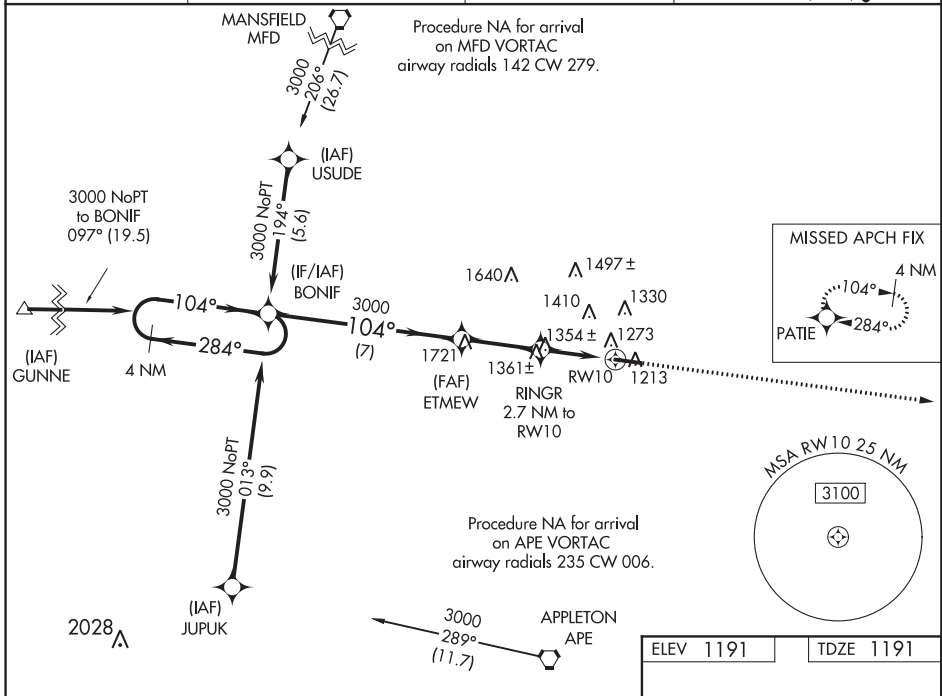 MANSFIELD
MFD
Procedure NA for arrival
on MFD VORTAC
airway radials 142 CW 279.
3000
206°
(26.7)
(IAF)
USUDE
3000 NoPT
to BONIF
097° (19.5)
3000 NoPT
194°
(5.6)
(IF/IAF)
BONIF
MISSED APCH FIX
4 NM
104°
284°
PATIE
1640
1497 ±
1410
1330
104°
284°
4 NM
(IAF)
GUNNE
3000
104°
(7)
1354 ±
1273
1721
1361±
RW10
1213
(FAF)
ETMEW
RINGR
2.7 NM to
RW10
3000 NoPT
013°
(9.9)
MSA RW10 25 NM
3100
Procedure NA for arrival
on APE VORTAC
airway radials 235 CW 006.
(IAF)
JUPUK
2028
3000
289°
(11.7)
APPLETON
APE
ELEV 1191
TDZE 1191